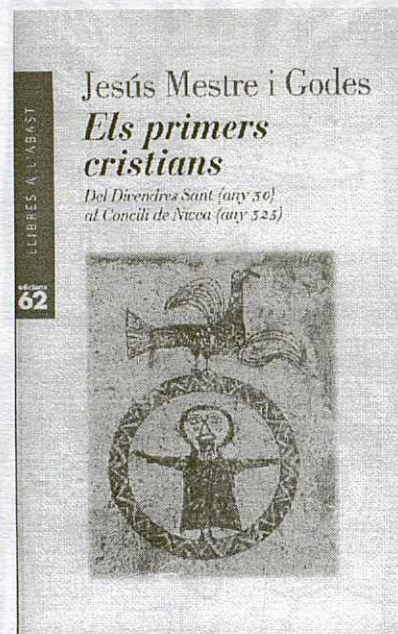 Jesús Mestre i Godes
Els primers
cristians
Del Divendres Sant (any 30)
al Concili de Nicea (any 325)
LLIBRES A L'ABAST
edicions
62